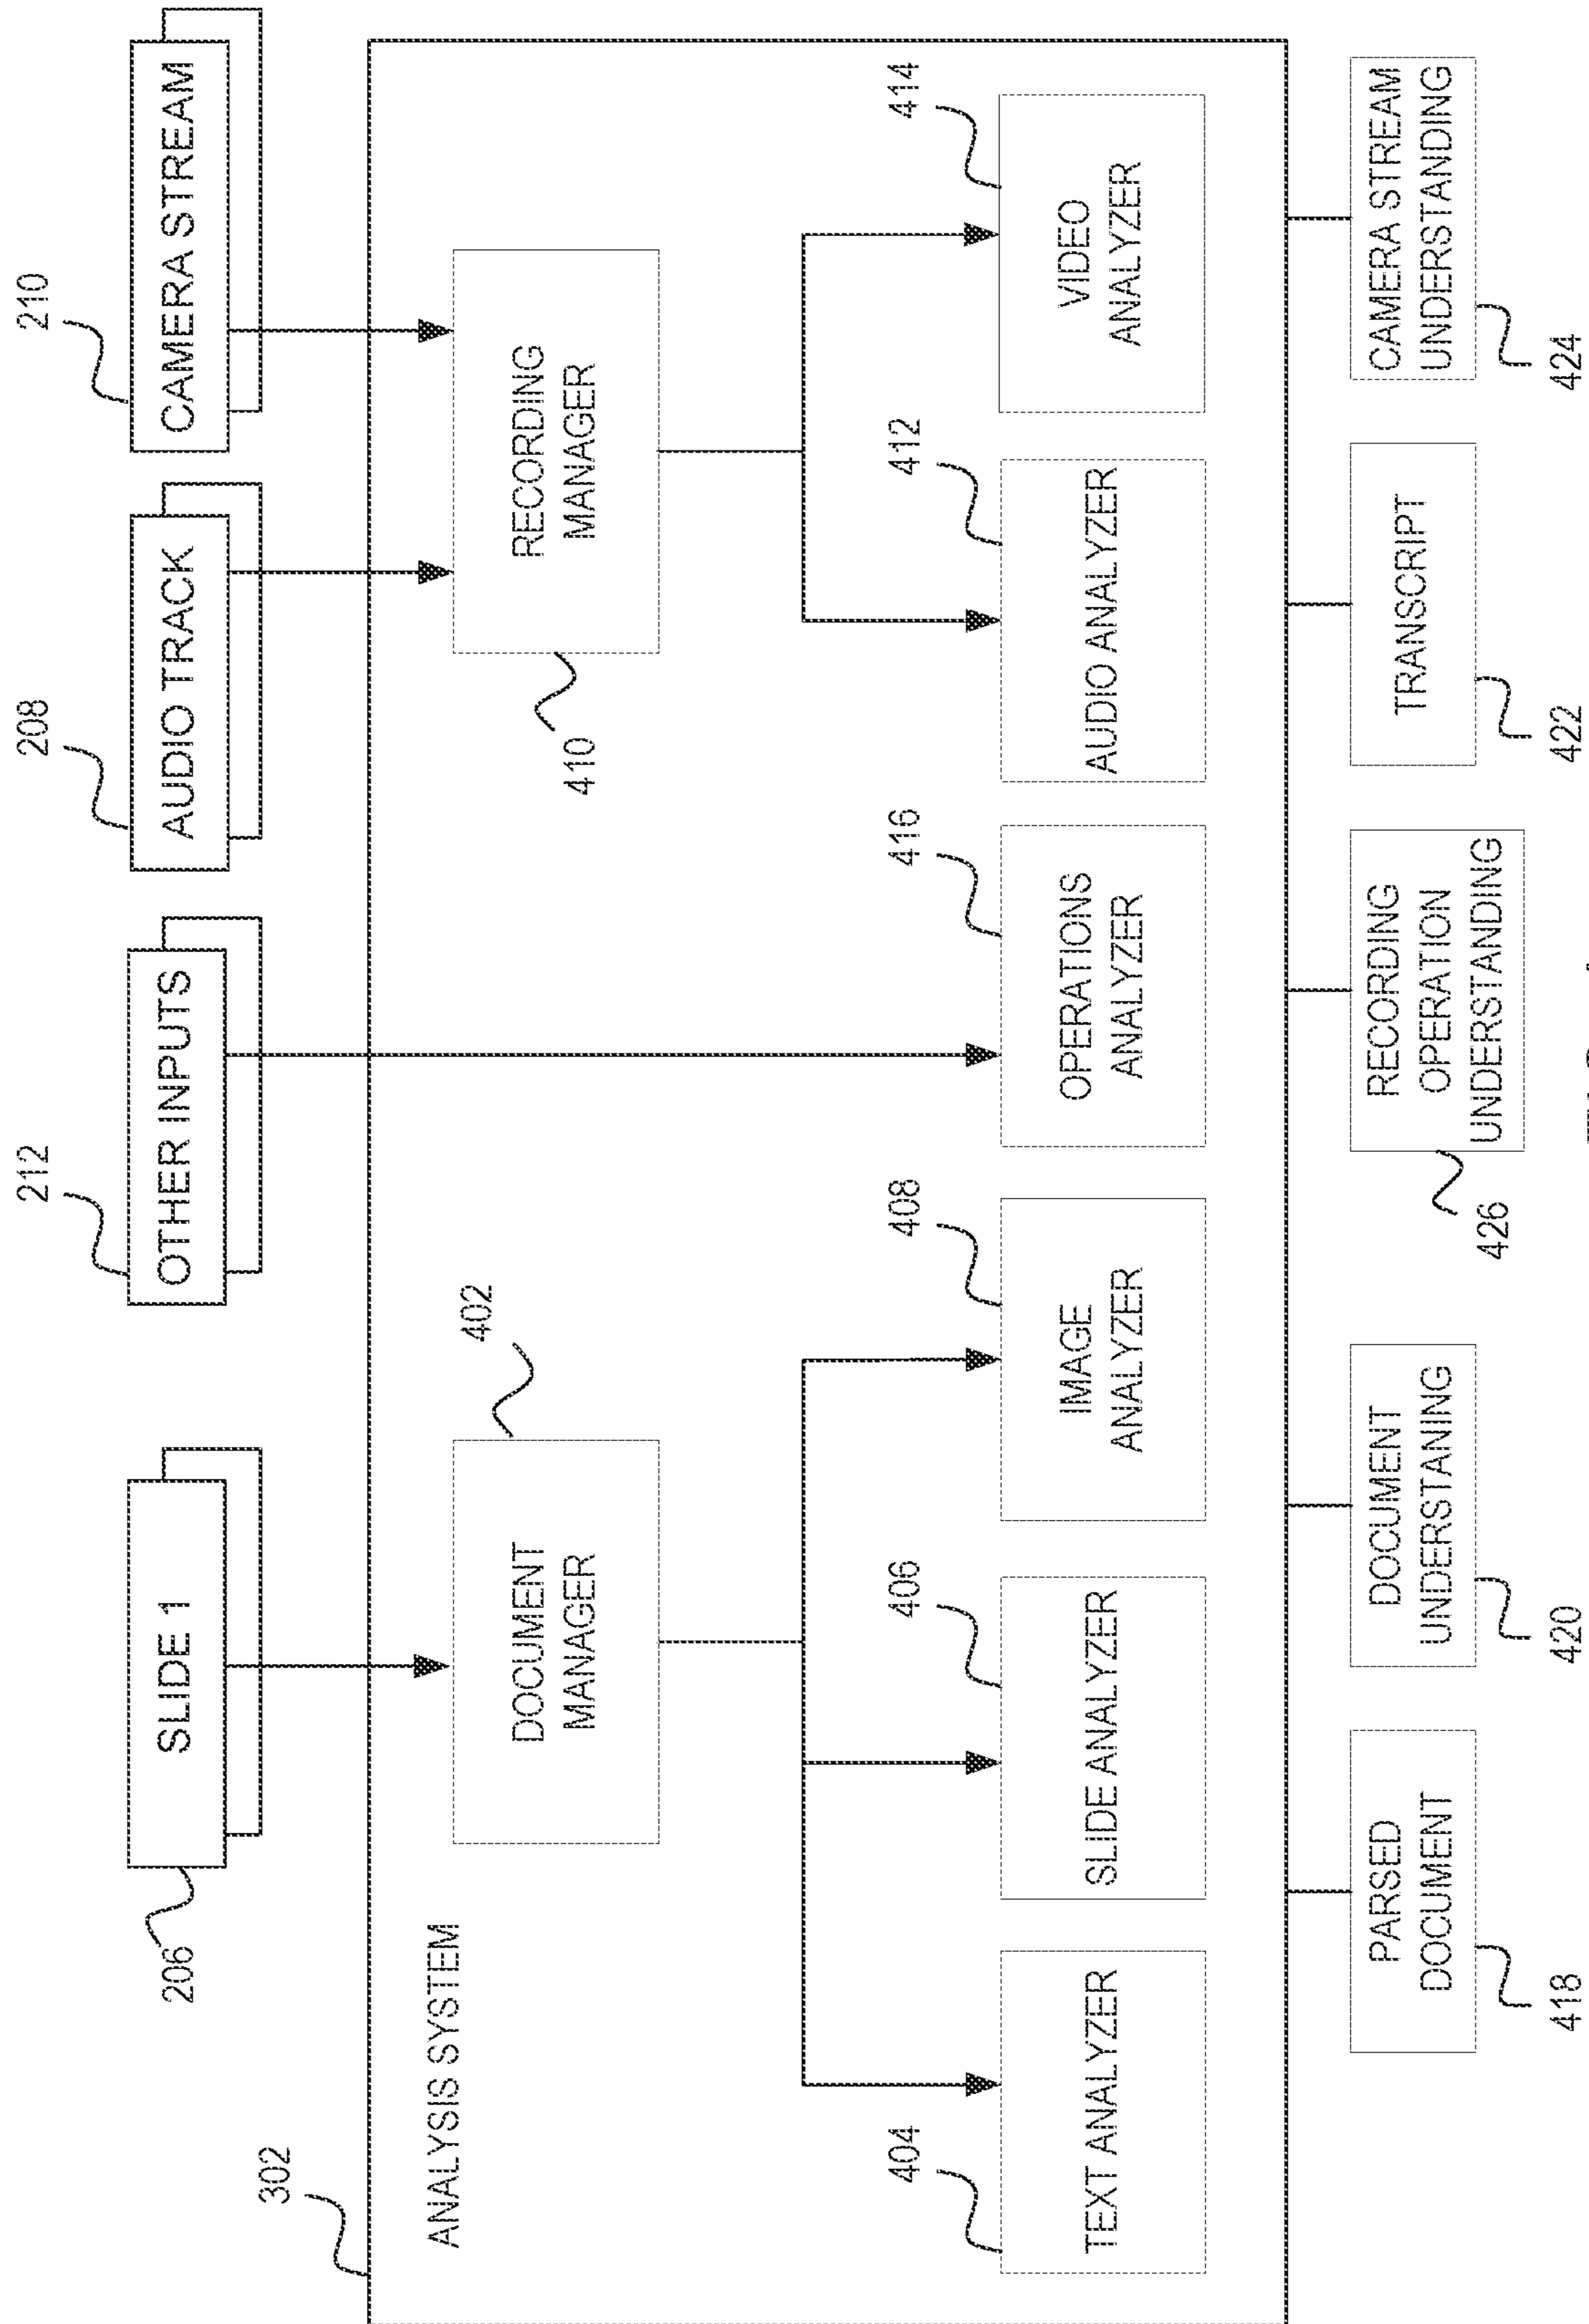 206
SLIDE 1
212
OTHER INPUTS
208
AUDIO TRACK
210
CAMERA STREAM
302
ANALYSIS SYSTEM
402
DOCUMENT
MANAGER
410
RECORDING
MANAGER
404
TEXT ANALYZER
406
SLIDE ANALYZER
408
IMAGE
ANALYZER
416
OPERATIONS
ANALYZER
412
AUDIO ANALYZER
414
VIDEO
ANALYZER
PARSED
DOCUMENT
418
DOCUMENT
UNDERSTANING
420
RECORDING
OPERATION
UNDERSTANDING
426
TRANSCRIPT
422
CAMERA STREAM
UNDERSTANDING
424